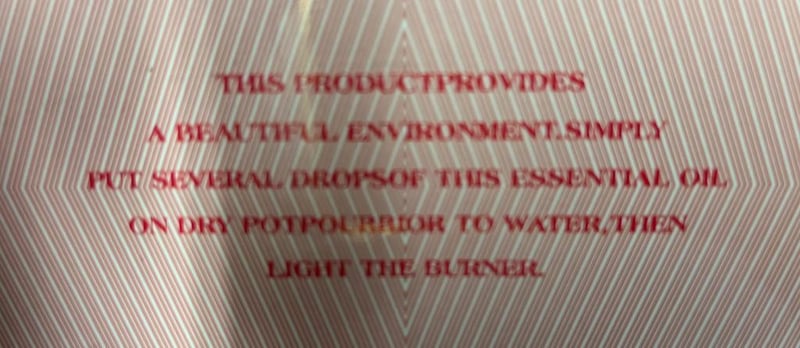 THIS PRODUCTPROVIDES
A BEAUTIFUL ENVIRONMENT.SIMPLY
PUT SEVERAL DROPSOF THIS ESSENTIAL OIL
ON DRY POTPOURRIOR TO WATER,THEN
LIGHT THE BURNER.